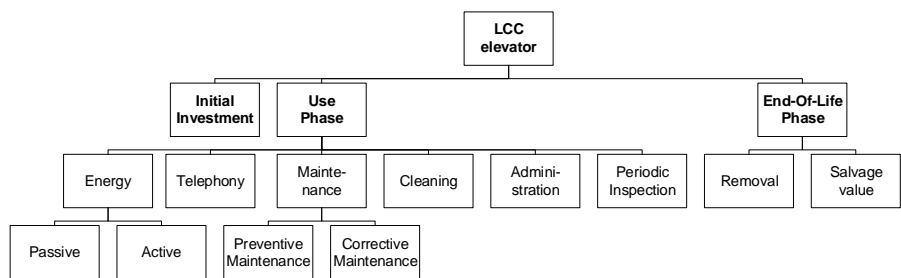 LCC
elevator
Initial
Investment
Use
Phase
End-Of-Life
Phase
Energy
Telephony
Mainte-
nance
Cleaning
Admini-
stration
Periodic
Inspection
Removal
Salvage
value
Passive
Active
Preventive
Maintenance
Corrective
Maintenance